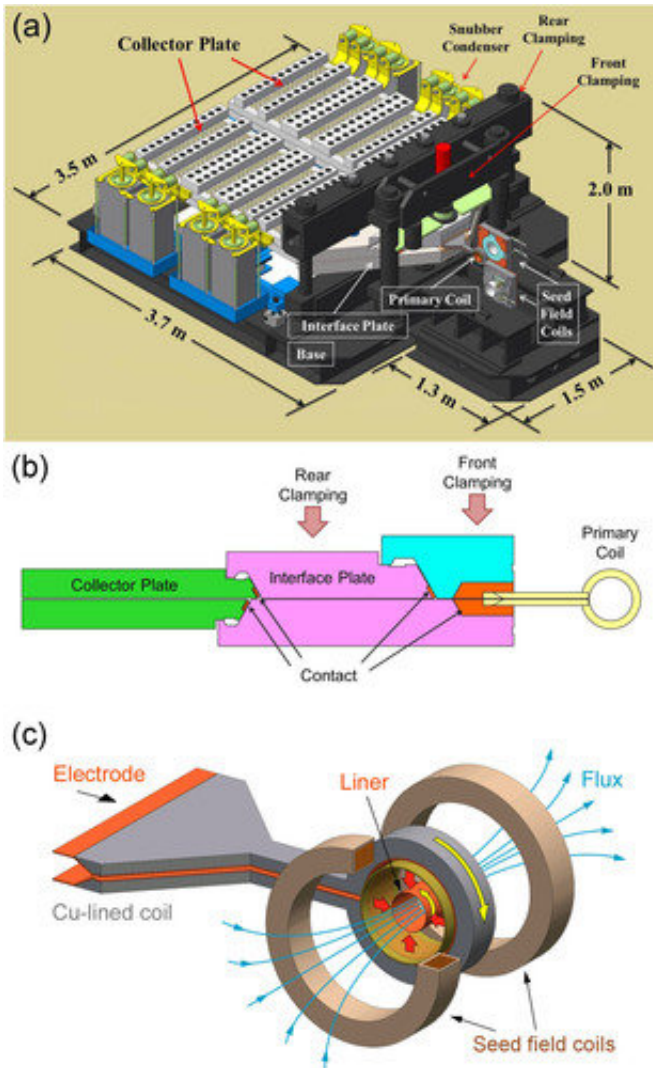 (a)
Collector Plate
Snubber
Condenser
Rear
Clamping
Front
Clamping
3.5 m
2.0 m
Primary Coil
Seed
Field
Coils
Interface Plate
Base
3.7 m
1.3 m
1.5 m
(b)
Rear
Clamping
Front
Clamping
Primary
Coil
Collector Plate
Interface Plate
Contact
(c)
Electrode
Liner
Flux
Cu-lined coil
Seed field coils